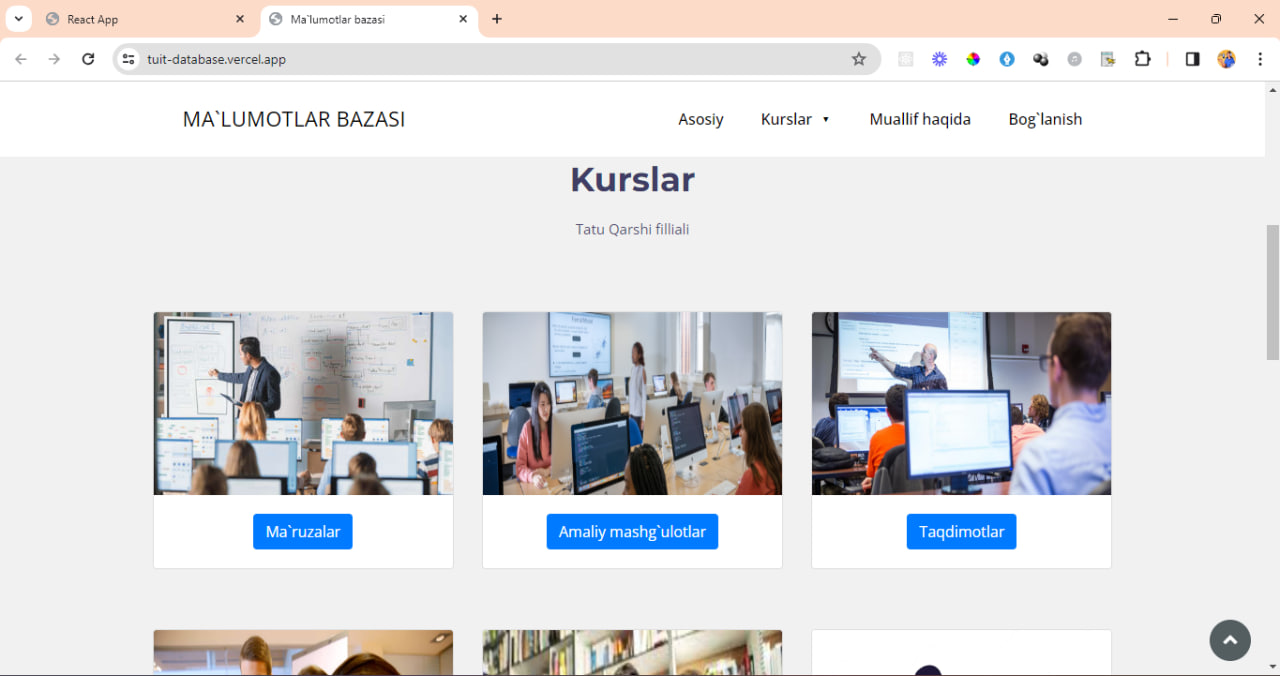 React App
Ma`lumotlar bazasi
tuit-database.vercel.app
MA`LUMOTLAR BAZASI
Asosiy
Kurslar
Muallif haqida
Bog`lanish
Kurslar
Tatu Qarshi filliali
Ma`ruzalar
Amaliy mashg`ulotlar
Taqdimotlar